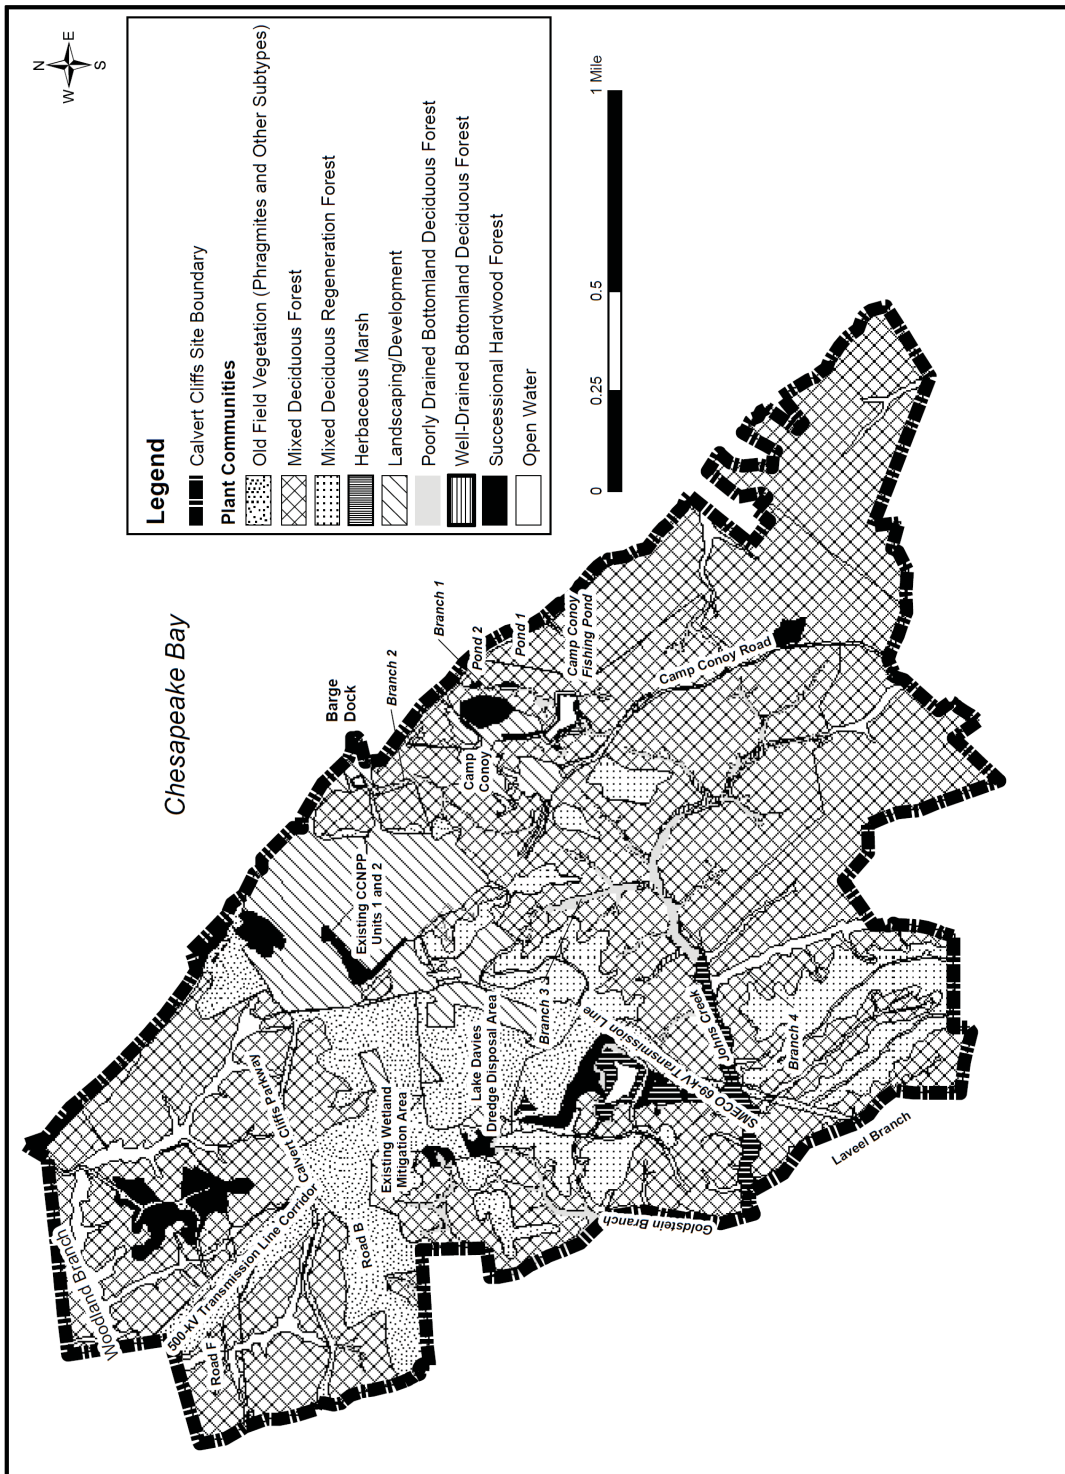 N
E
S
W
Legend
Calvert Cliffs Site Boundary
Plant Communities
Old Field Vegetation (Phragmites and Other Subtypes)
Mixed Deciduous Forest
Mixed Deciduous Regeneration Forest
Herbaceous Marsh
Landscaping/Development
Poorly Drained Bottomland Deciduous Forest
Well-Drained Bottomland Deciduous Forest
Successional Hardwood Forest
Open Water
0
0.25
0.5
1 Mile
Chesapeake Bay
Barge
Dock
Branch 2
Branch 1
Pond 2
Pond 1
Camp Conoy
Fishing Pond
Camp
Conoy
Camp Conoy Road
Existing CCNPP
Units 1 and 2
Calvert Cliffs Parkway
Woodland Branch
500-kV Transmission Line Corridor
Road F
Road B
Existing Wetland
Mitigation Area
Lake Davies
Dredge Disposal Area
Branch 3
SMECO 69-kV Transmission Line
Johns Creek
Branch 4
Goldstein Branch
Laveel Branch